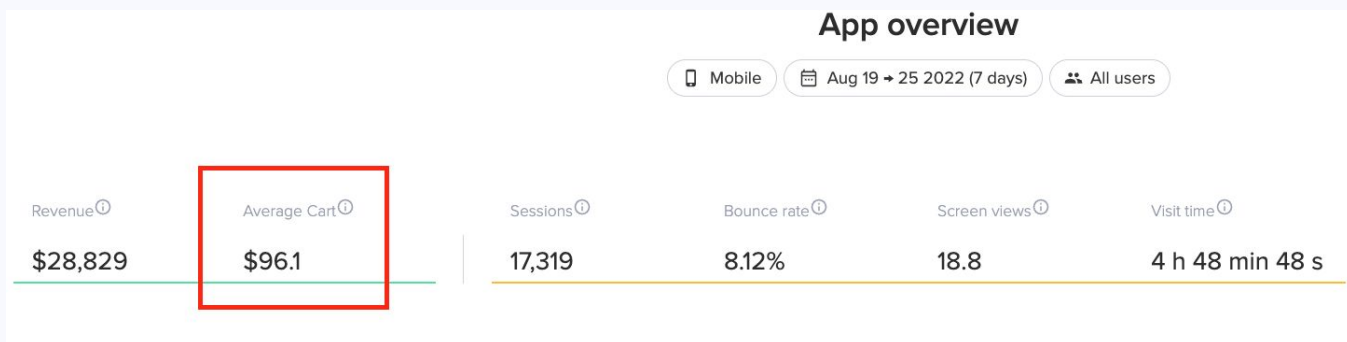 App overview
Mobile
Aug 19 → 25 2022 (7 days)
All users
Revenue
Average Cart
Sessions
Bounce rate
Screen views
Visit time
$28,829
$96.1
17,319
8.12%
18.8
4 h 48 min 48 s